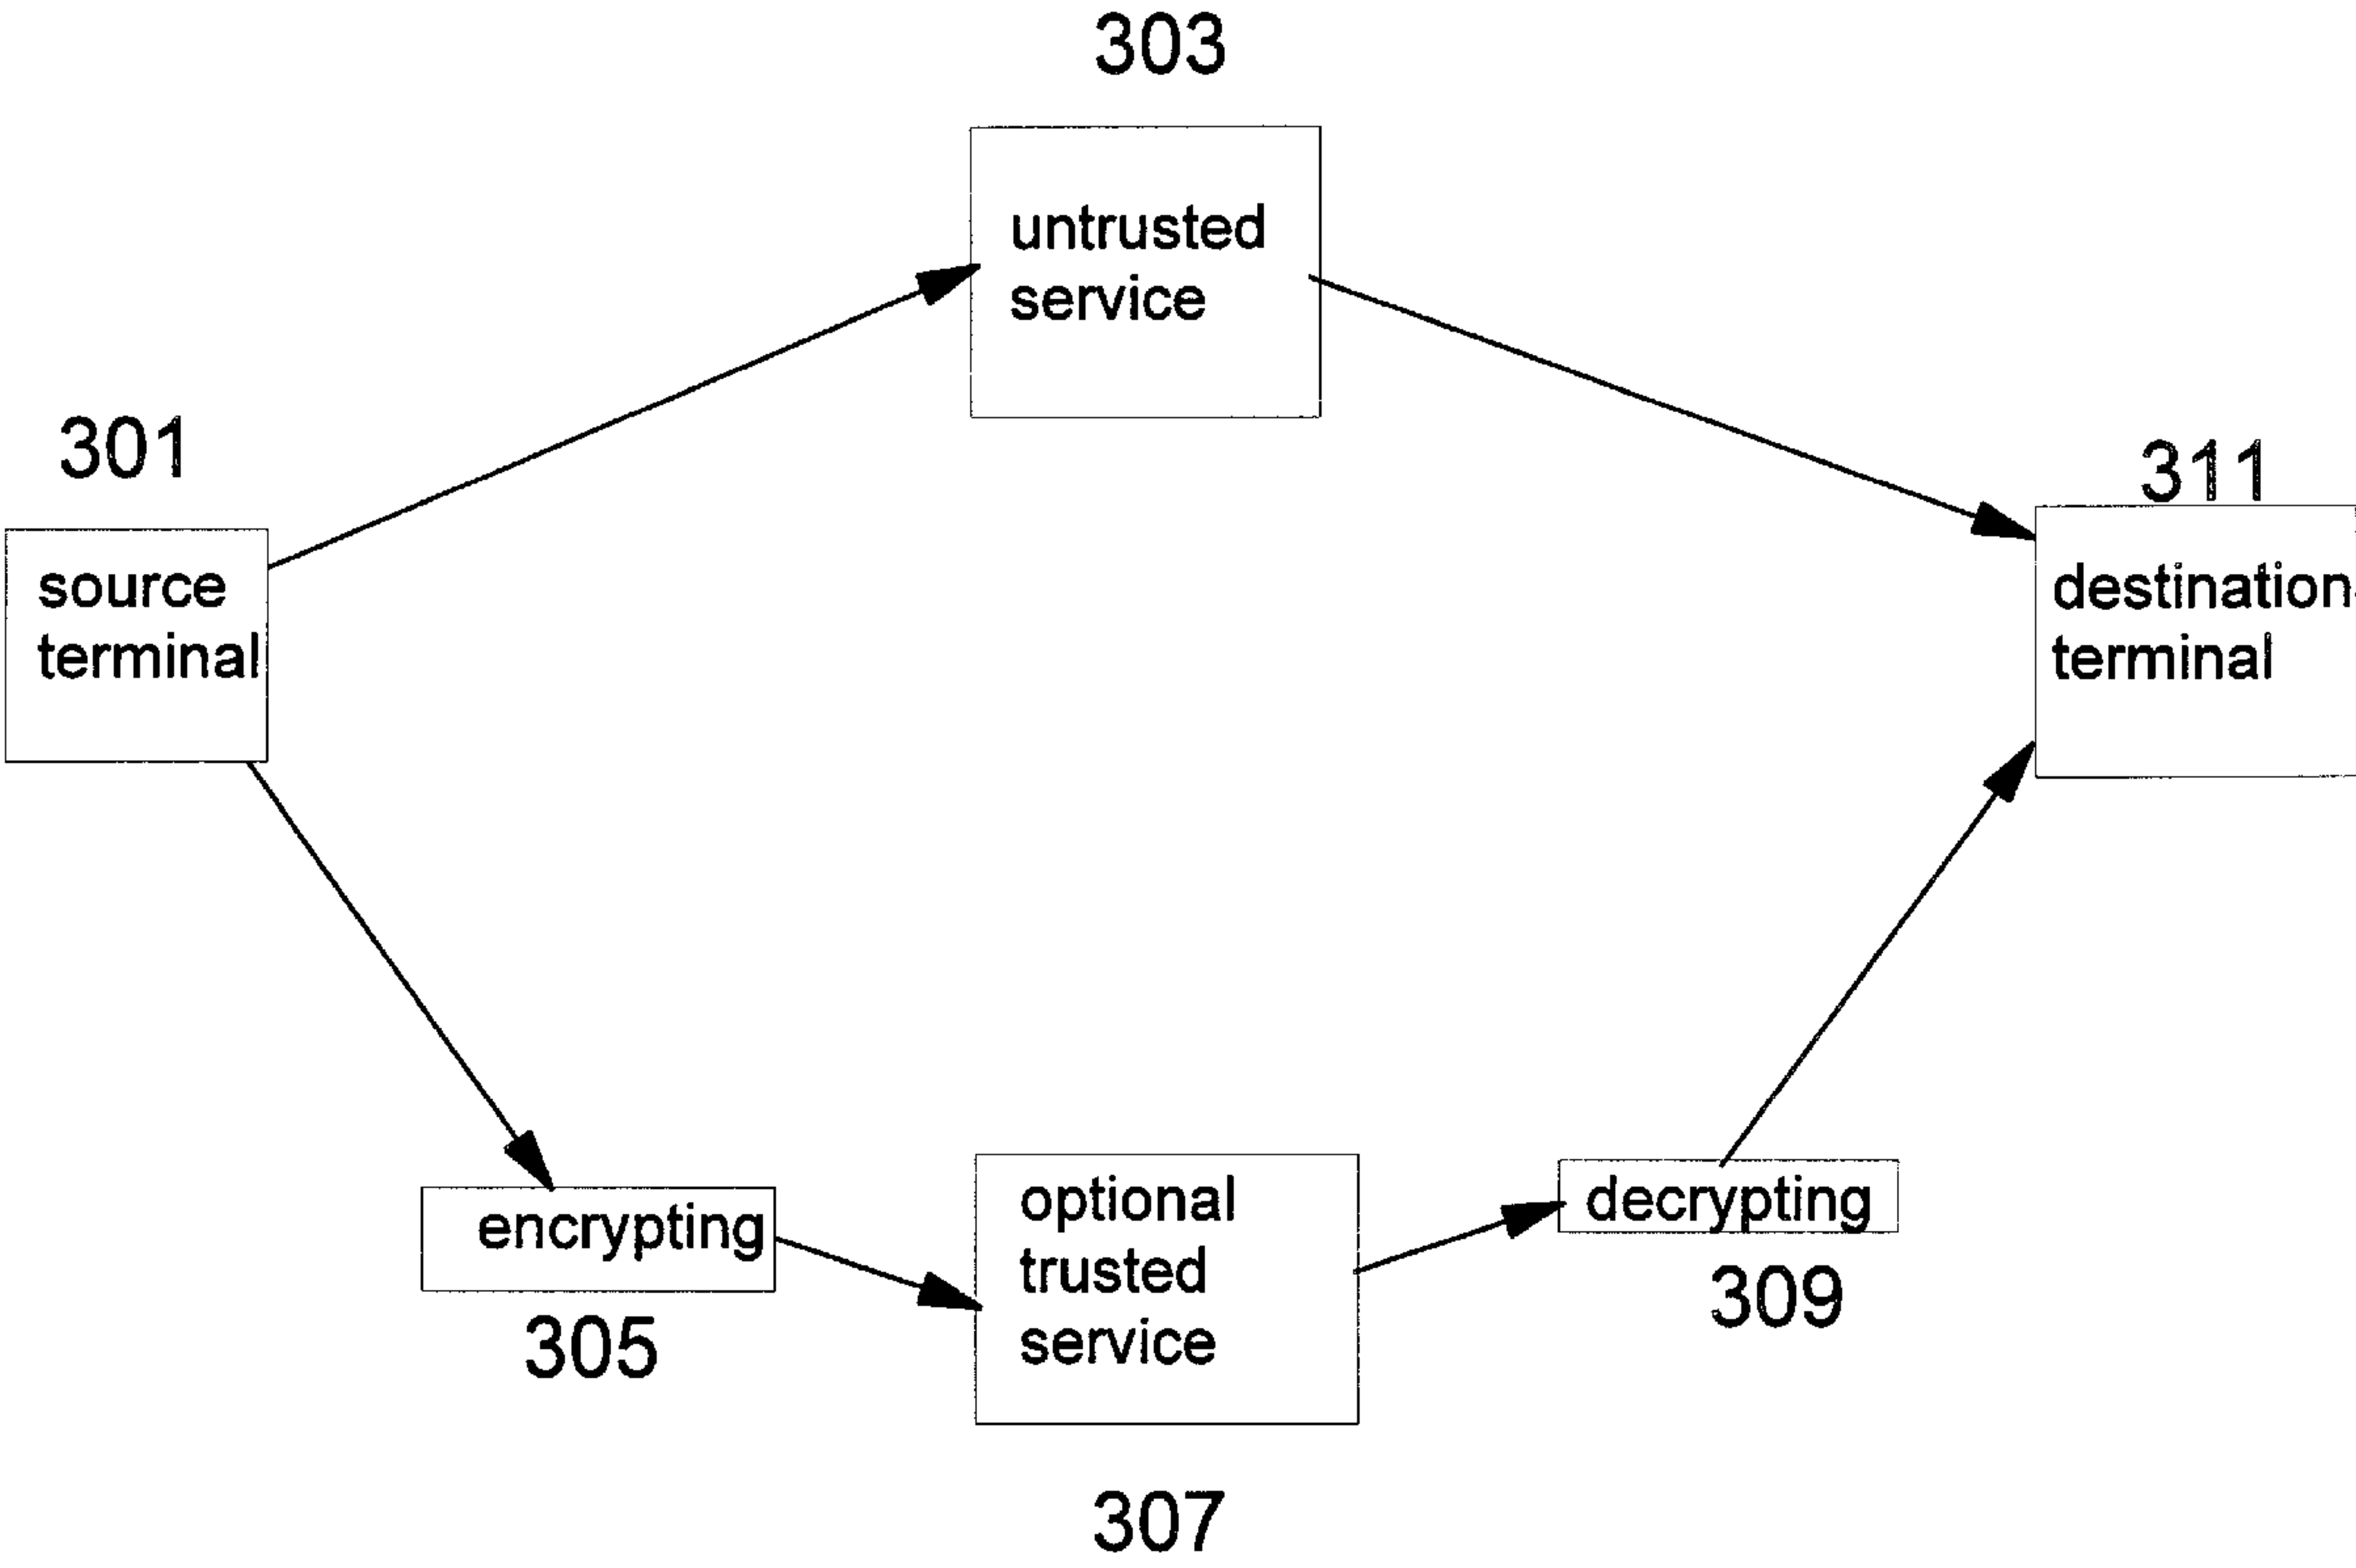 303
untrusted
service
301
source
terminal
311
destination
terminal
encrypting
305
optional
trusted
service
307
decrypting
309